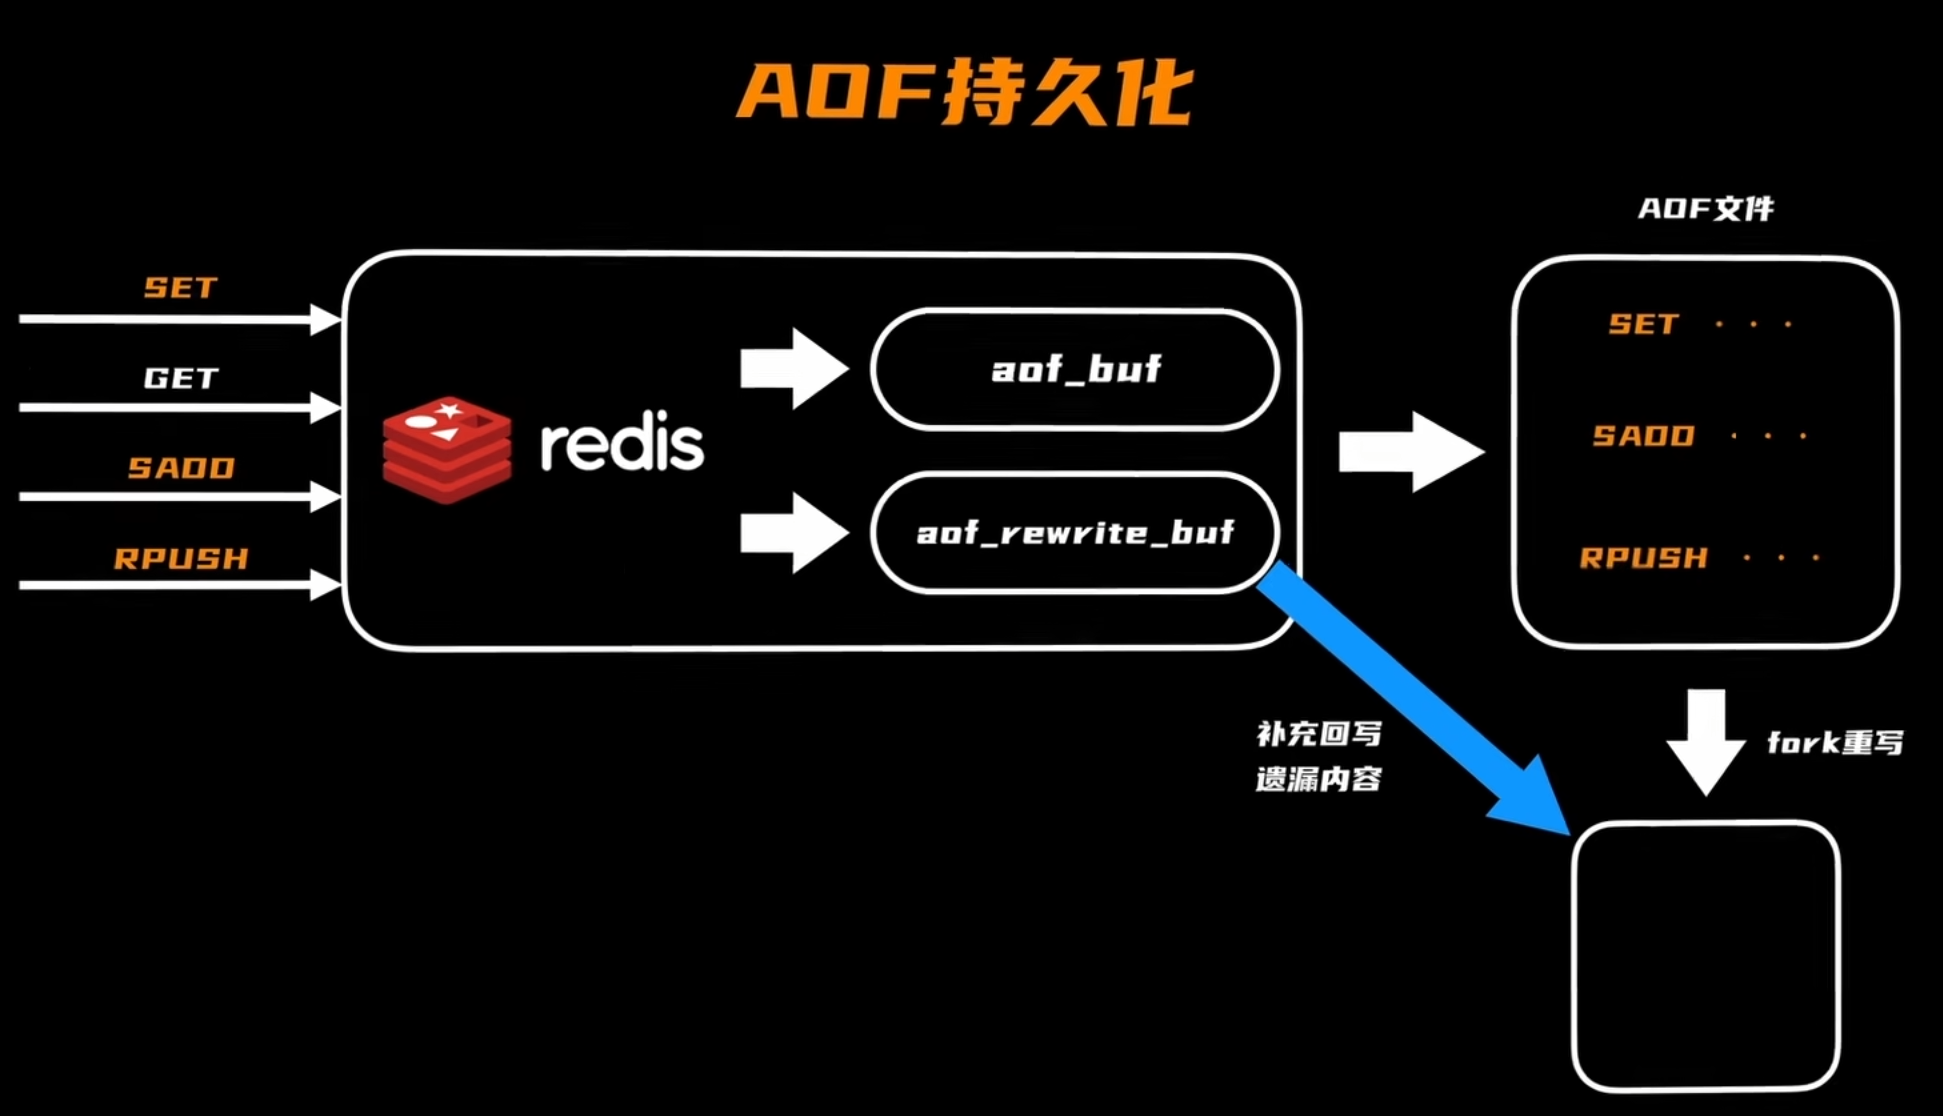 AOF持久化
AOF文件
SET
GET
SADD
RPUSH
redis
aof_buf
aof_rewrite_buf
SET ...
SADD ...
RPUSH ...
补充回写
遗漏内容
fork重写